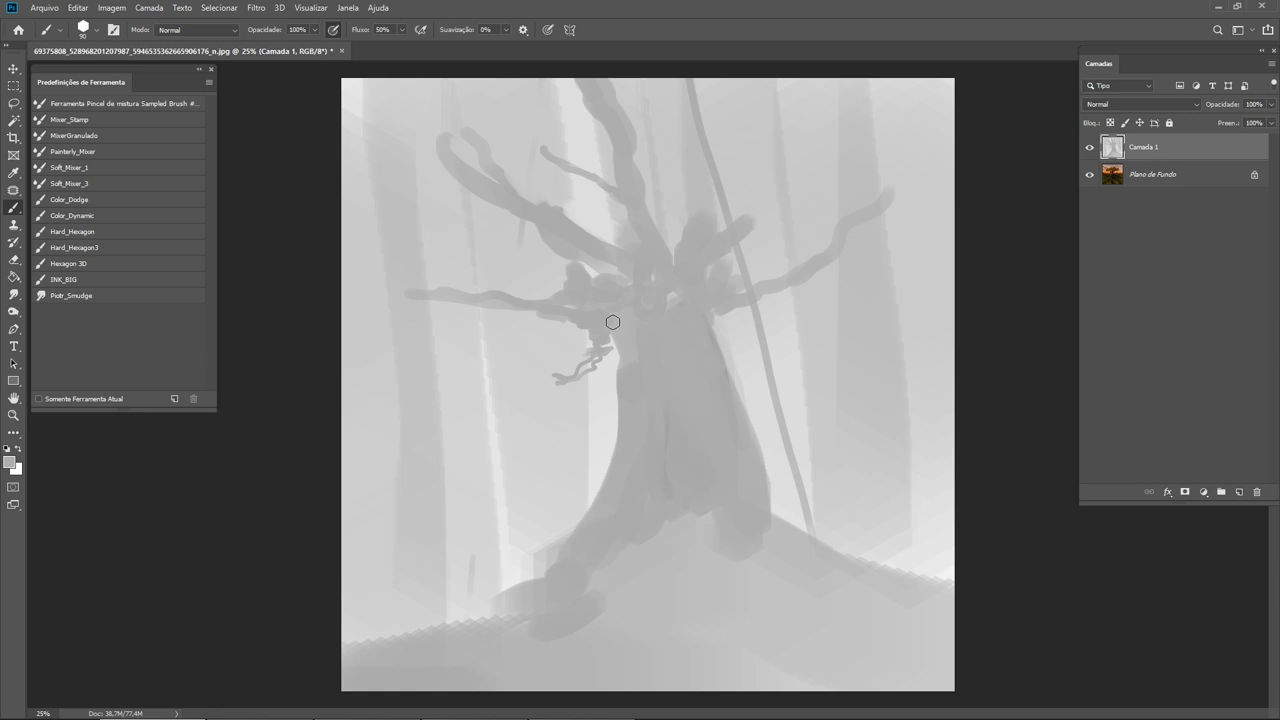 Ps Arquivo Editar Imagem Camada Texto Selecionar Filtro 3D Visualizar Janela Ajuda
90 Modo: Normal Opacidade: 100% Fluxo: 50% Suavização: 0%
69375808_528968201207987_5946535362665906176_n.jpg @ 25% (Camada 1, RGB/8*) *
Predefinições de Ferramenta
Ferramenta Pincel de mistura Sampled Brush #...
Mixer_Stamp
MixerGranulado
Painterly_Mixer
Soft_Mixer_1
Soft_Mixer_3
Color_Dodge
Color_Dynamic
Hard_Hexagon
Hard_Hexagon3
Hexagon 3D
INK_BIG
Piotr_Smudge
Somente Ferramenta Atual
Camadas
Tipo
Normal Opacidade: 100%
Bloq.: Preen.: 100%
Camada 1
Plano de Fundo
fx
25% Doc: 38,7M/77,4M